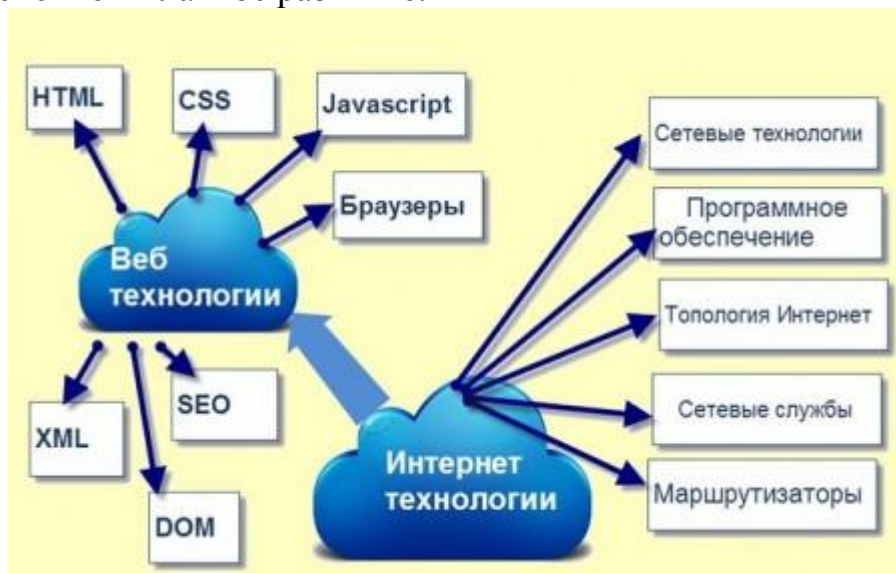 HTML
CSS
Javascript
Браузеры
Веб
технологии
XML
DOM
SEO
Интернет
технологии
Сетевые технологии
Программное
обеспечение
Топология Интернет
Сетевые службы
Маршрутизаторы